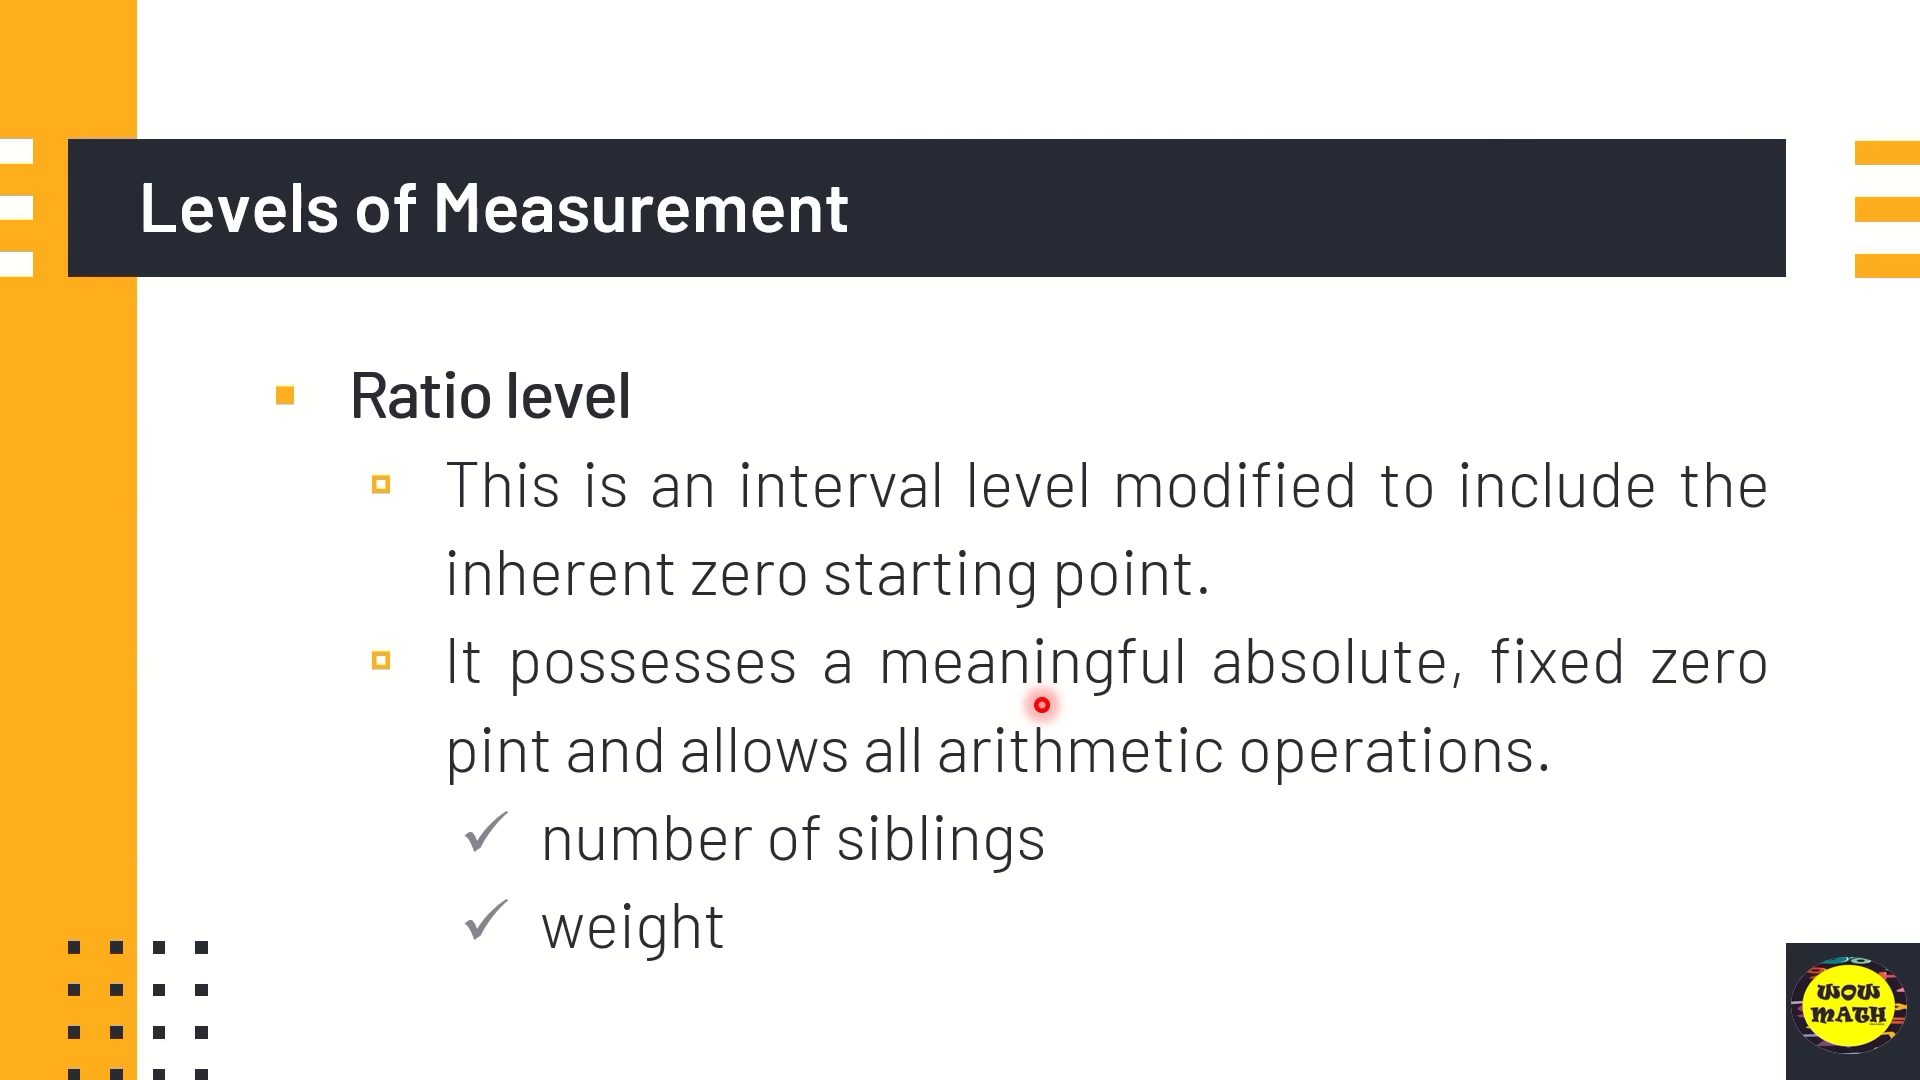 Levels of Measurement
Ratio level
This is an interval level modified to include the
inherent zero starting point.
It possesses a meaningful absolute, fixed zero
pint and allows all arithmetic operations.
number of siblings
weight
WOW
MATH